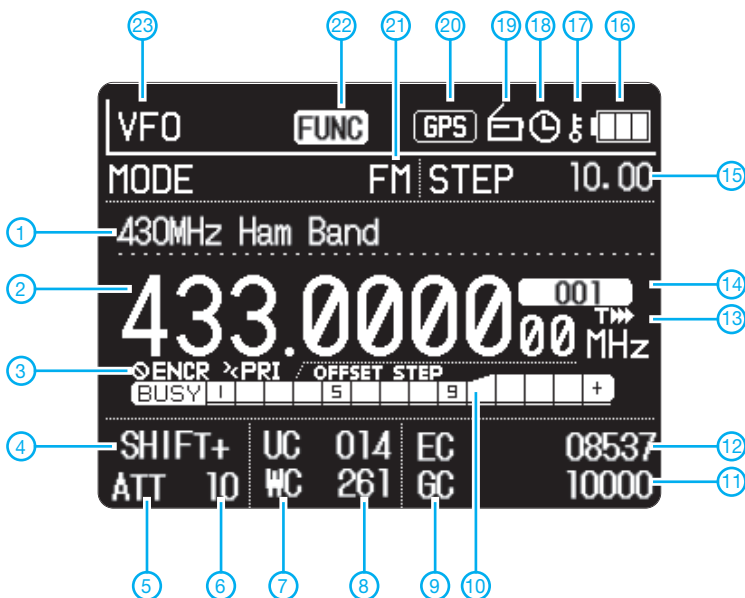 23 22 21 20 19 18 17 16
VFO FUNC GPS
MODE FM STEP 10.00 15
1 430MHz Ham Band
2 433.0000 00 MHz 001 14
T 13
3 ENCR PRI OFFSET STEP
BUSY 1 5 9 +
4 SHIFT+ UC 014 EC 08537 12
ATT 10 WC 261 GC 10000 11
5 6 7 8 9 10